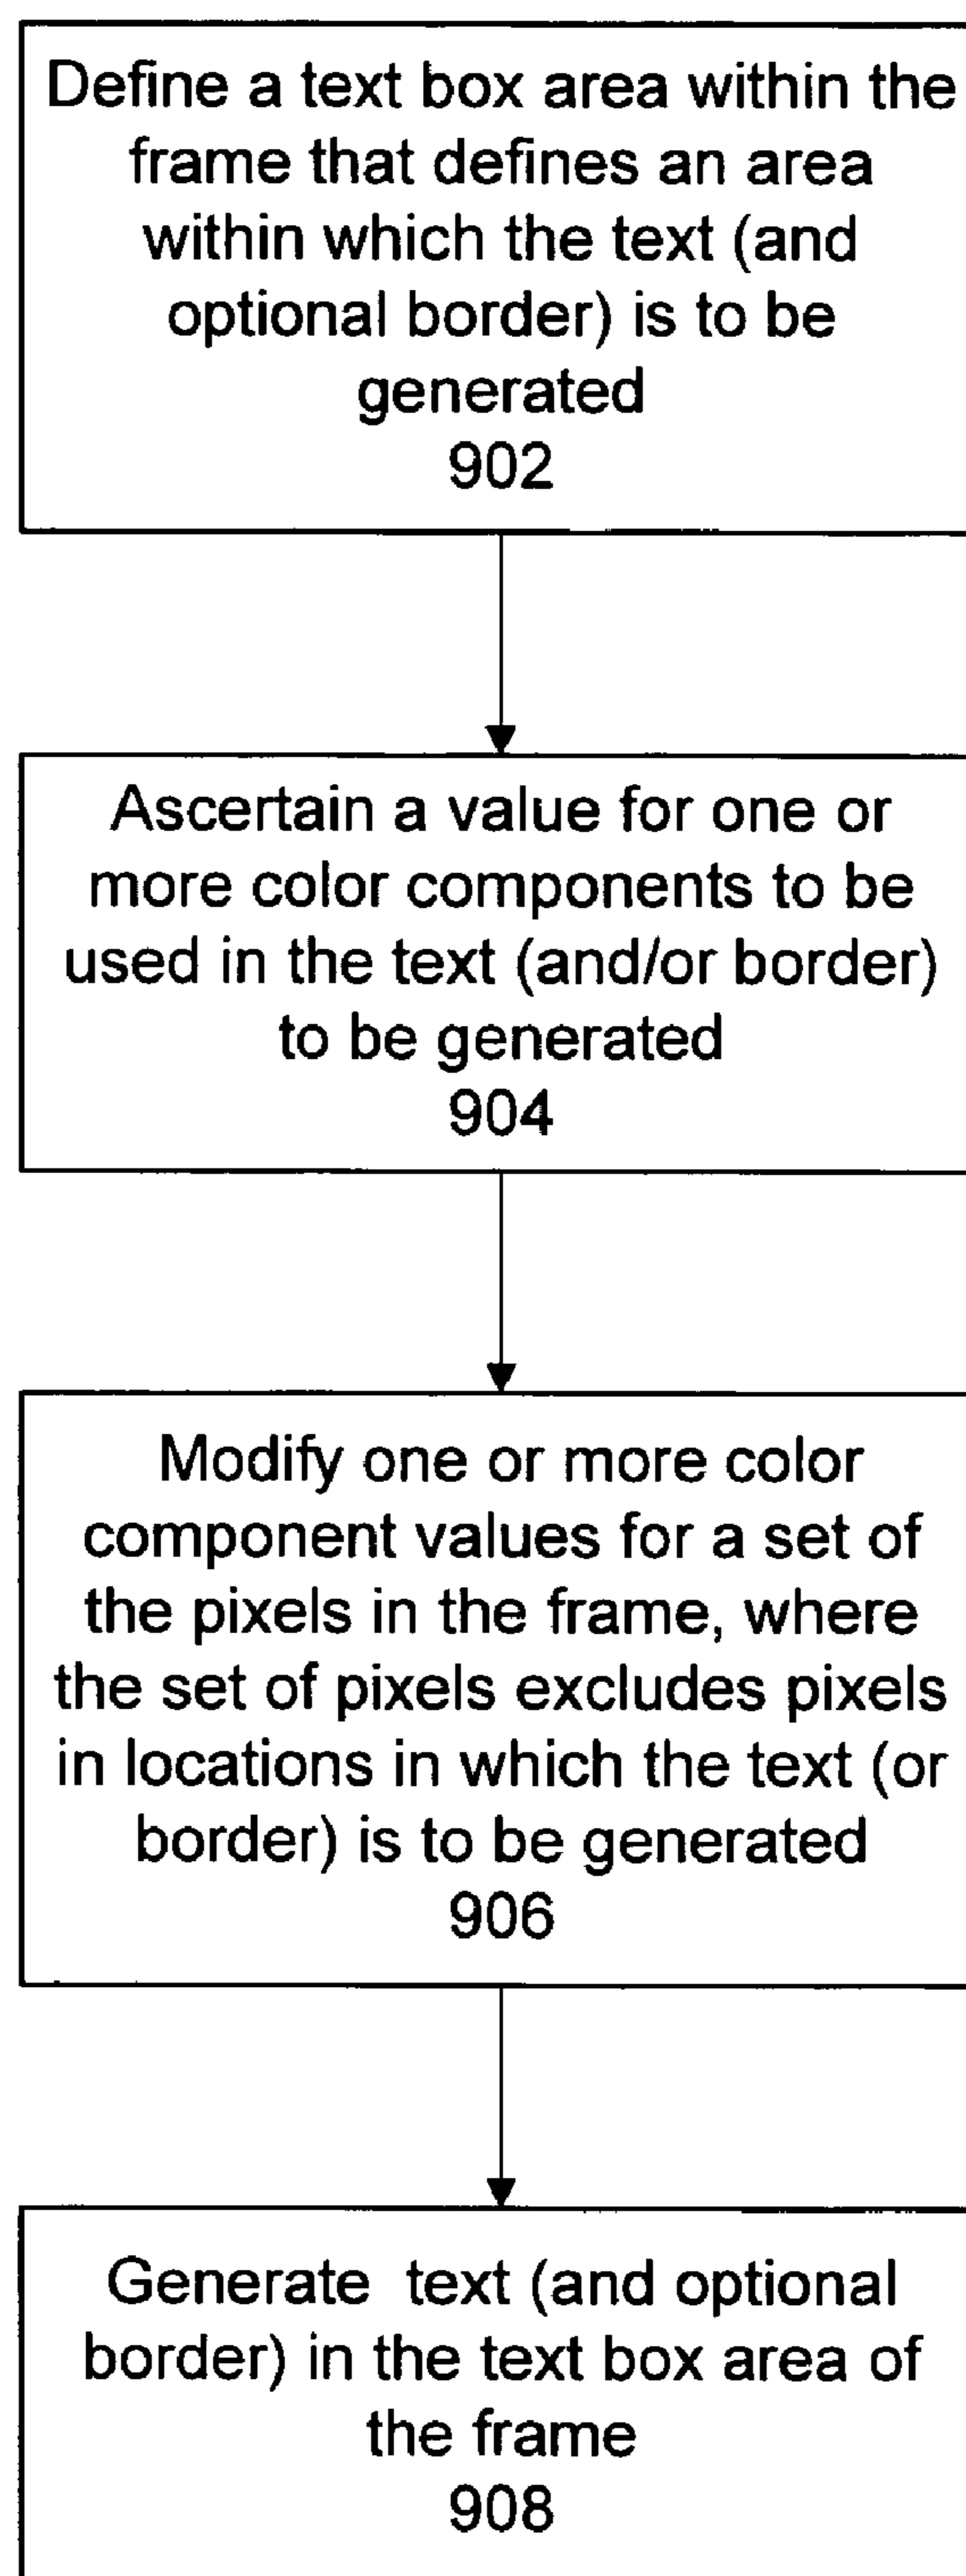 Define a text box area within the
frame that defines an area
within which the text (and
optional border) is to be
generated
902
Ascertain a value for one or
more color components to be
used in the text (and/or border)
to be generated
904
Modify one or more color
component values for a set of
the pixels in the frame, where
the set of pixels excludes pixels
in locations in which the text (or
border) is to be generated
906
Generate text (and optional
border) in the text box area of
the frame
908